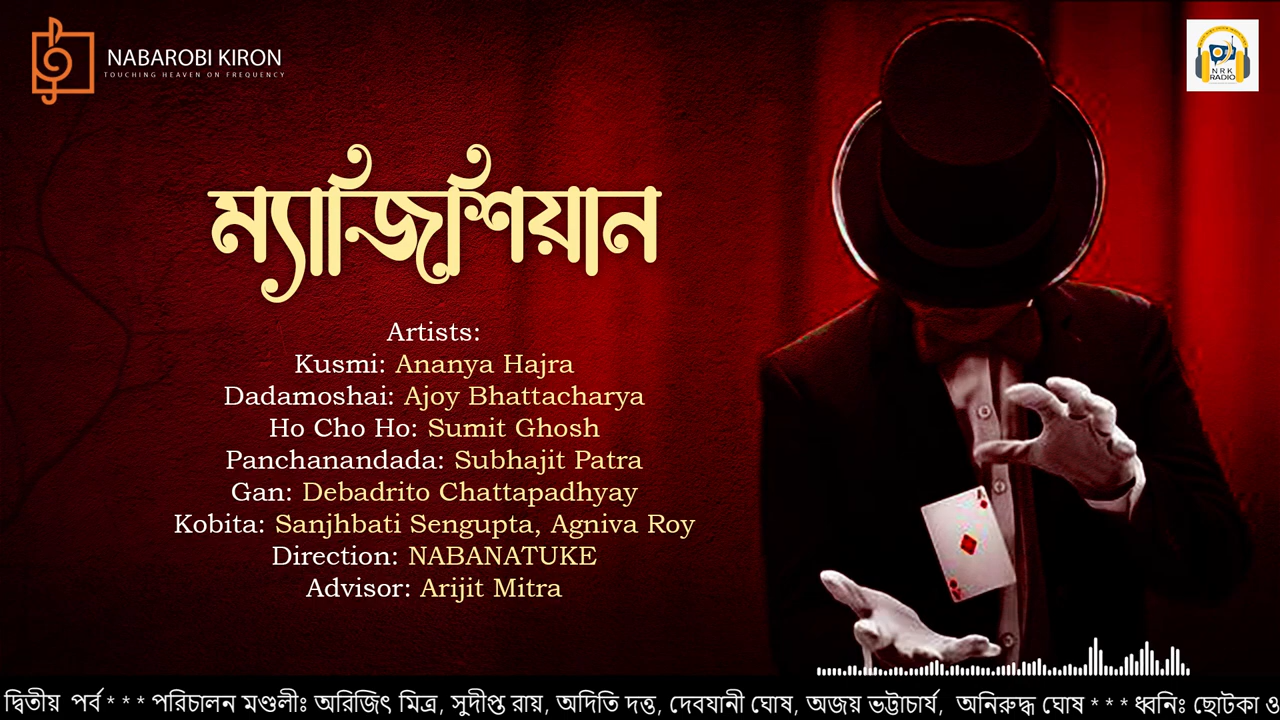 NABAROBI KIRON
TOUCHING HEAVEN ON FREQUENCY
NRK
RADIO
ম্যাজিশিয়ান
Artists:
Kusmi: Ananya Hajra
Dadamoshai: Ajoy Bhattacharya
Ho Cho Ho: Sumit Ghosh
Panchanandada: Subhajit Patra
Gan: Debadrito Chattapadhyay
Kobita: Sanjhbati Sengupta, Agniva Roy
Direction: NABANATUKE
Advisor: Arijit Mitra
দ্বিতীয় পর্ব * * * পরিচালন মণ্ডলীঃ অরিজিৎ মিত্র, সুদীপ্ত রায়, অদিতি দত্ত, দেবযানী ঘোষ, অজয় ভট্টাচার্য, অনিরুদ্ধ ঘোষ * * * ধ্বনিঃ ছোটকা